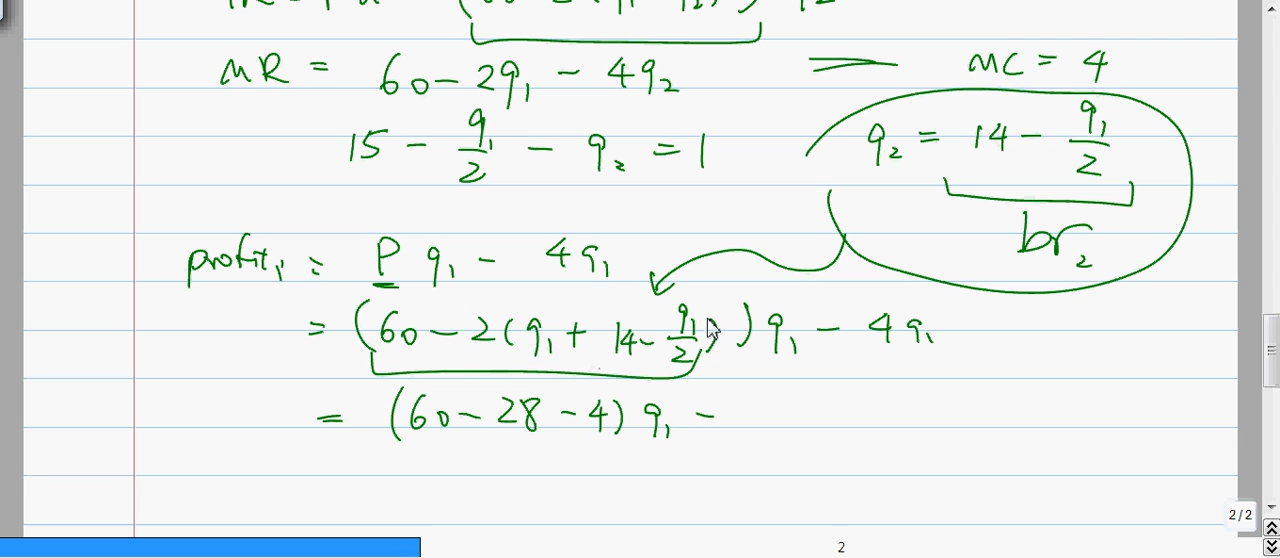 MR = 60 - 2q₁ - 4q₂ MC = 4
15 - q₁/2 - q₂ = 1 q₂ = 14 - q₁/2
br₂
profit₁ = P q₁ - 4q₁
= (60 - 2(q₁ + 14 - q₁/2)) q₁ - 4q₁
= (60 - 28 - 4) q₁ -
2/2
2